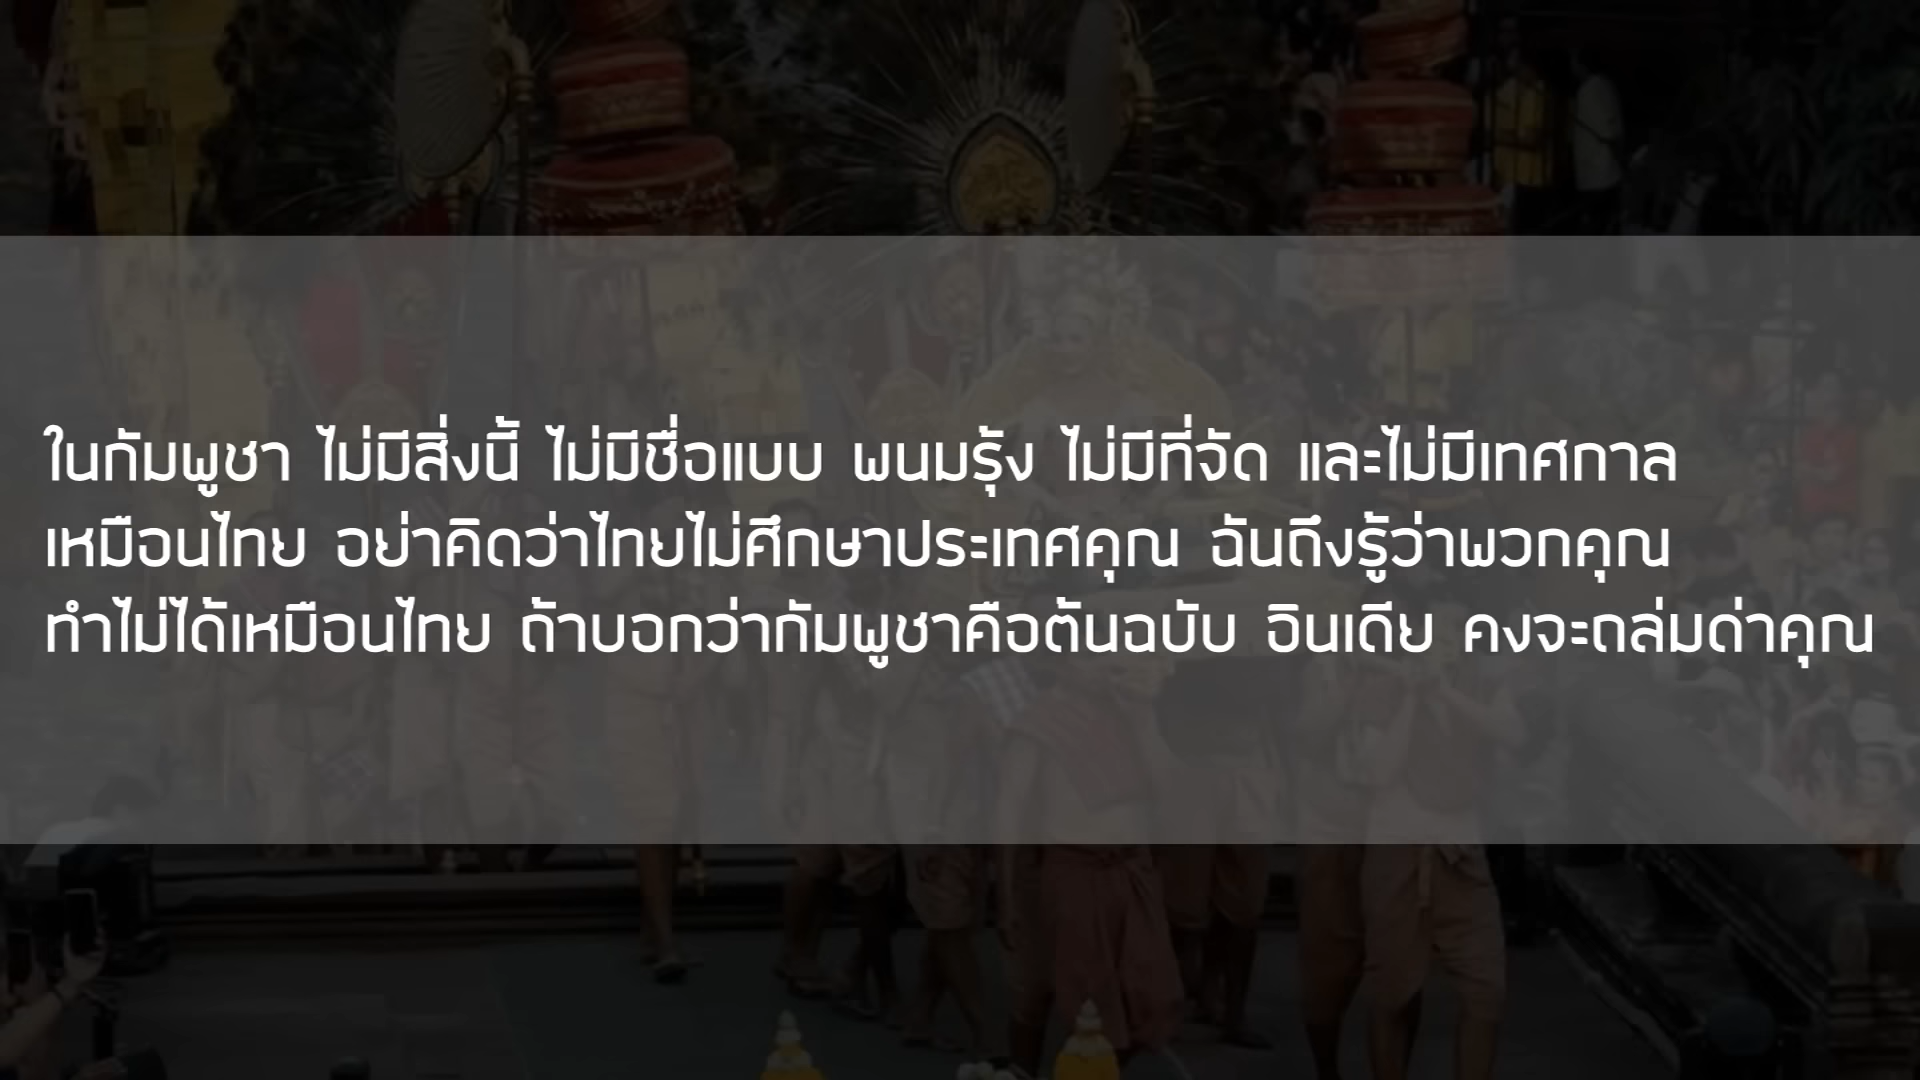 ในกัมพูชา ไม่มีสิ่งนี้ ไม่มีชื่อแบบ พนมรุ้ง ไม่มีที่จัด และไม่มีเทศกาล
เหมือนไทย อย่าคิดว่าไทยไม่ศึกษาประเทศคุณ ฉันถึงรู้ว่าพวกคุณ
ทำไม่ได้เหมือนไทย ถ้าบอกว่ากัมพูชาคือต้นฉบับ อินเดีย คงจะถล่มด่าคุณ